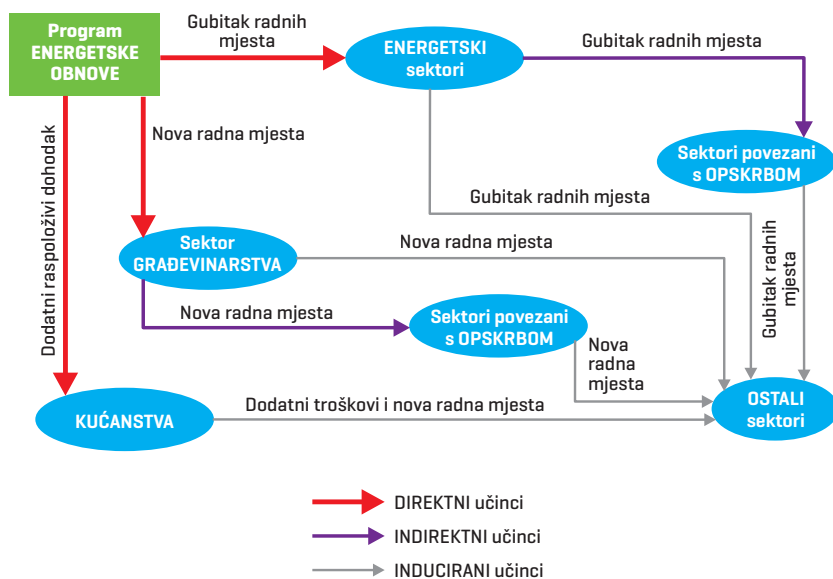 Program
ENERGETSKE
OBNOVE
Gubitak radnih
mjesta
ENERGETSKI
sektori
Gubitak radnih mjesta
Nova radna mjesta
Sektori povezani
s OPSKRBOM
Gubitak radnih mjesta
Dodatni raspoloživi dohodak
Sektor
GRAĐEVINARSTVA
Nova radna mjesta
Gubitak radnih
mjesta
Nova radna mjesta
Sektori povezani
s OPSKRBOM
Nova
radna
mjesta
KUĆANSTVA
Dodatni troškovi i nova radna mjesta
OSTALI
sektori
DIREKTNI učinci
INDIREKTNI učinci
INDUCIRANI učinci